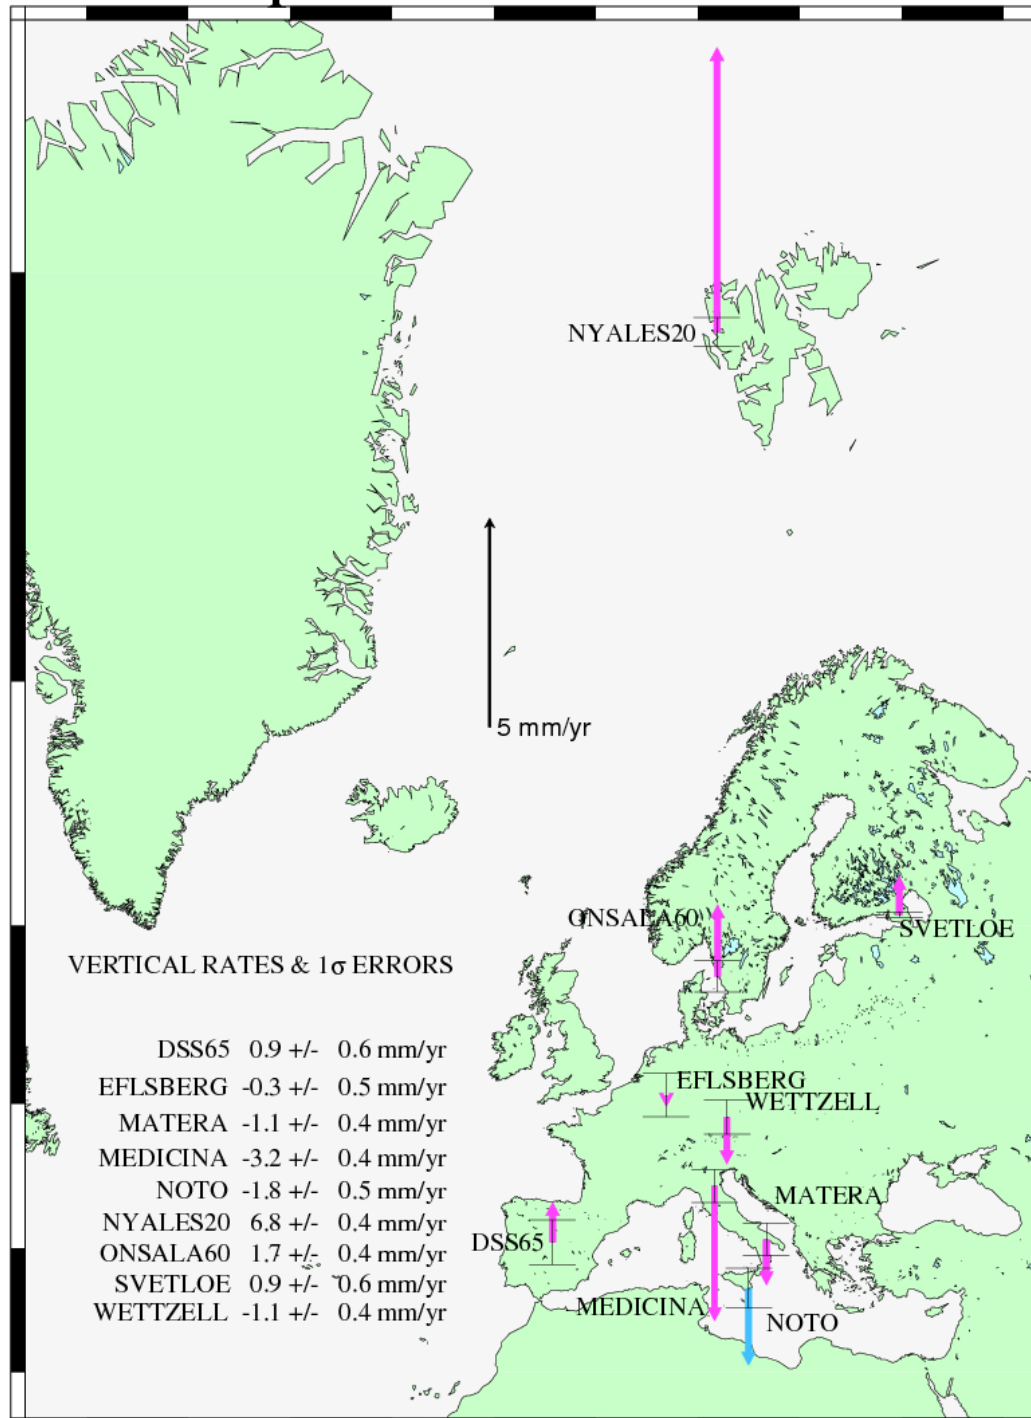 NYALES20
5 mm/yr
ONSALA60
SVETLOE
VERTICAL RATES & 1σ ERRORS
DSS65 0.9 +/- 0.6 mm/yr
EFLSBERG -0.3 +/- 0.5 mm/yr
MATERA -1.1 +/- 0.4 mm/yr
MEDICINA -3.2 +/- 0.4 mm/yr
NOTO -1.8 +/- 0.5 mm/yr
NYALES20 6.8 +/- 0.4 mm/yr
ONSALA60 1.7 +/- 0.4 mm/yr
SVETLOE 0.9 +/- 0.6 mm/yr
WETTZELL -1.1 +/- 0.4 mm/yr
EFLSBERG
WETTZELL
MATERA
DSS65
MEDICINA
NOTO